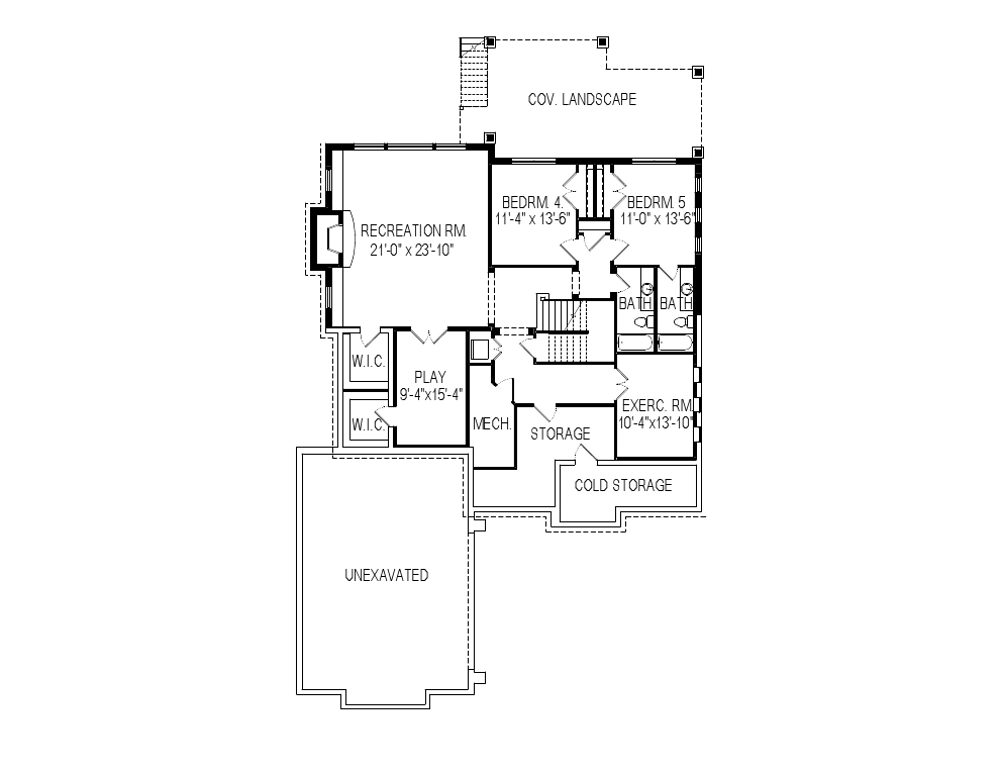 COV. LANDSCAPE
BEDRM. 4.
11'-4" x 13'-6"
BEDRM. 5
11'-0" x 13'-6"
RECREATION RM.
21'-0" x 23'-10"
BATH
BATH
W.I.C.
PLAY
9'-4"x15'-4"
W.I.C.
MECH.
EXERC. RM.
10'-4"x13'-10"
STORAGE
COLD STORAGE
UNEXAVATED